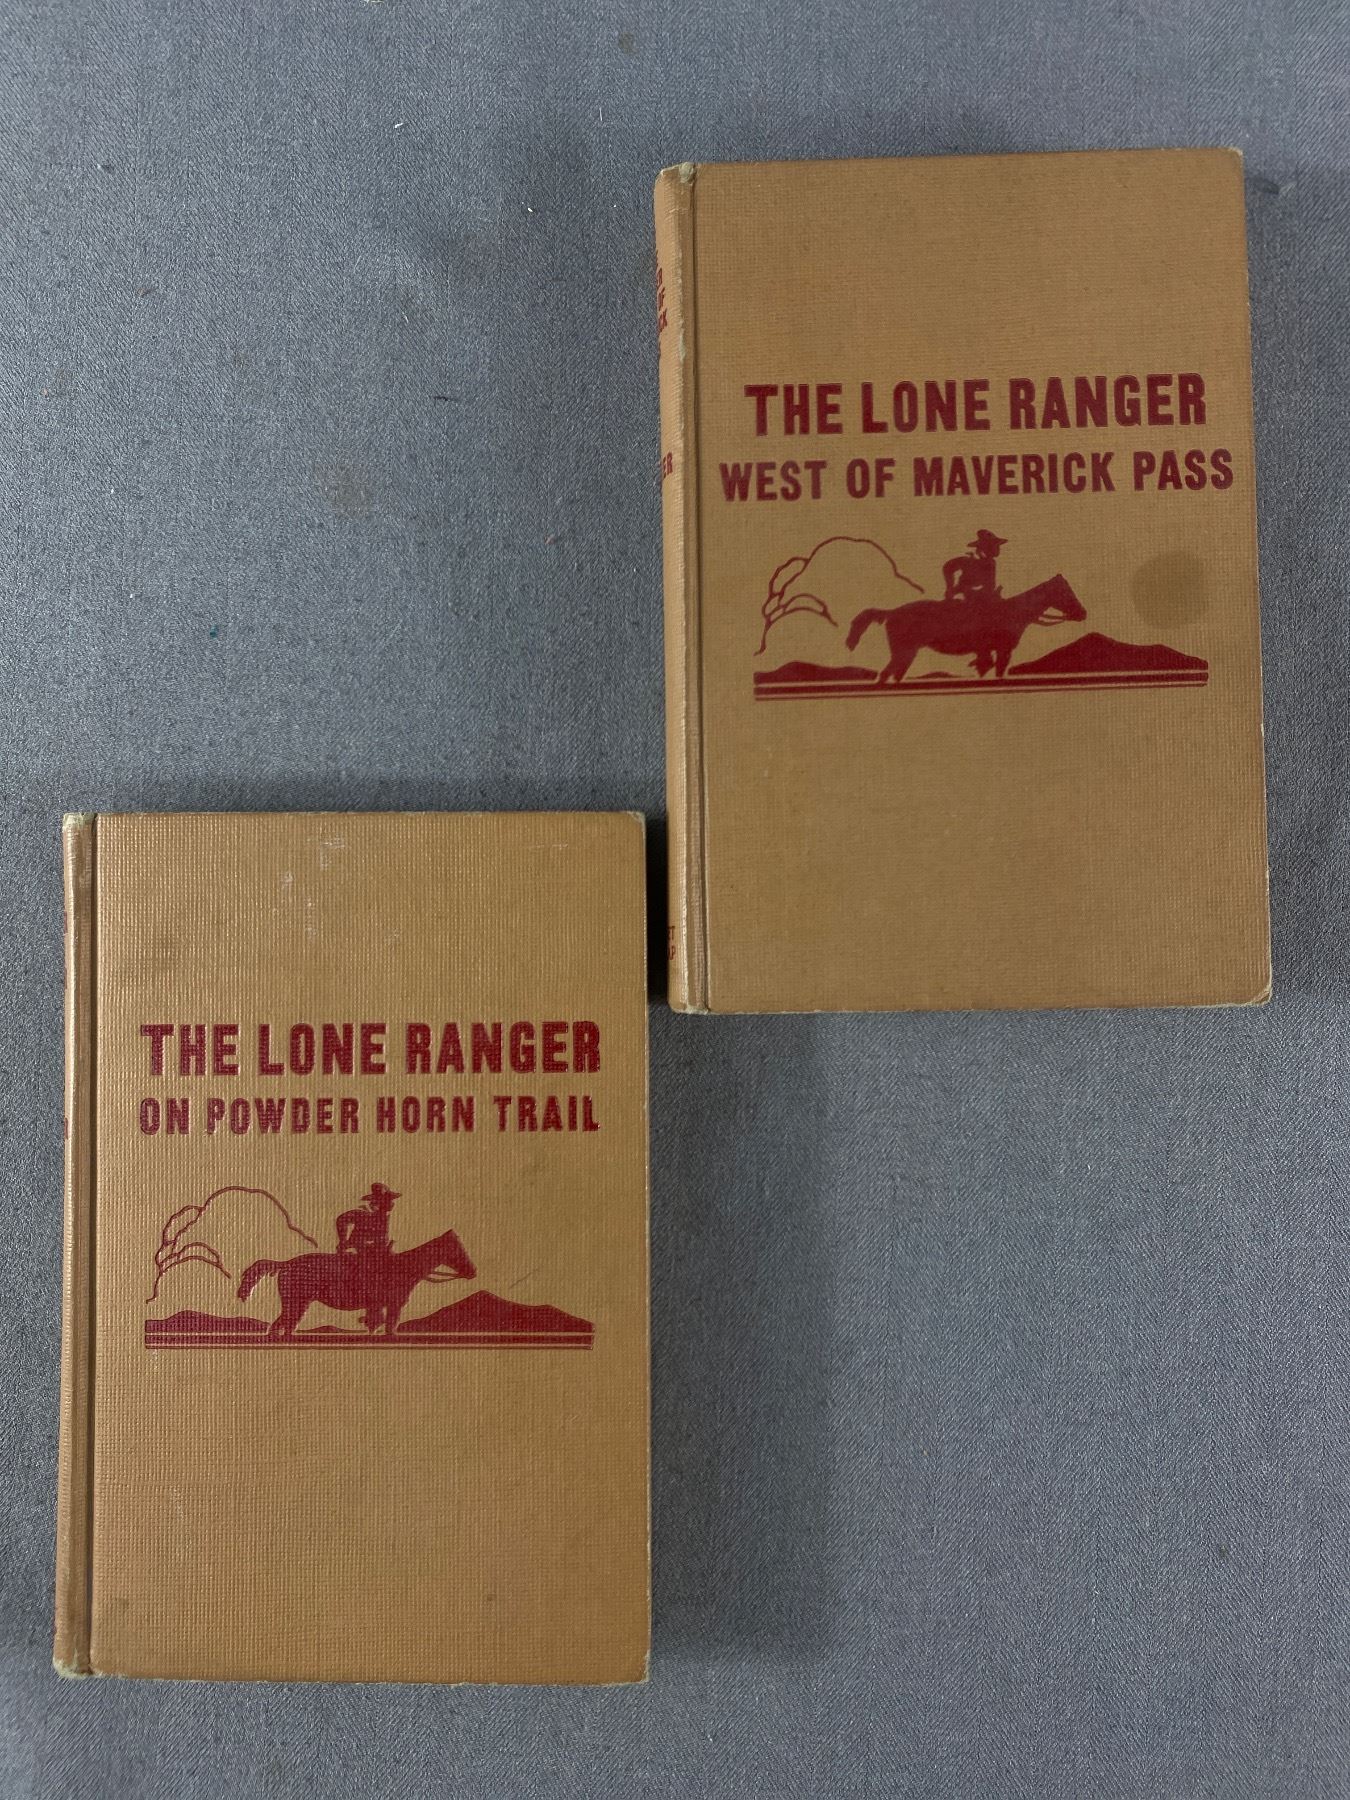 THE LONE RANGER
WEST OF MAVERICK PASS
THE LONE RANGER
ON POWDER HORN TRAIL